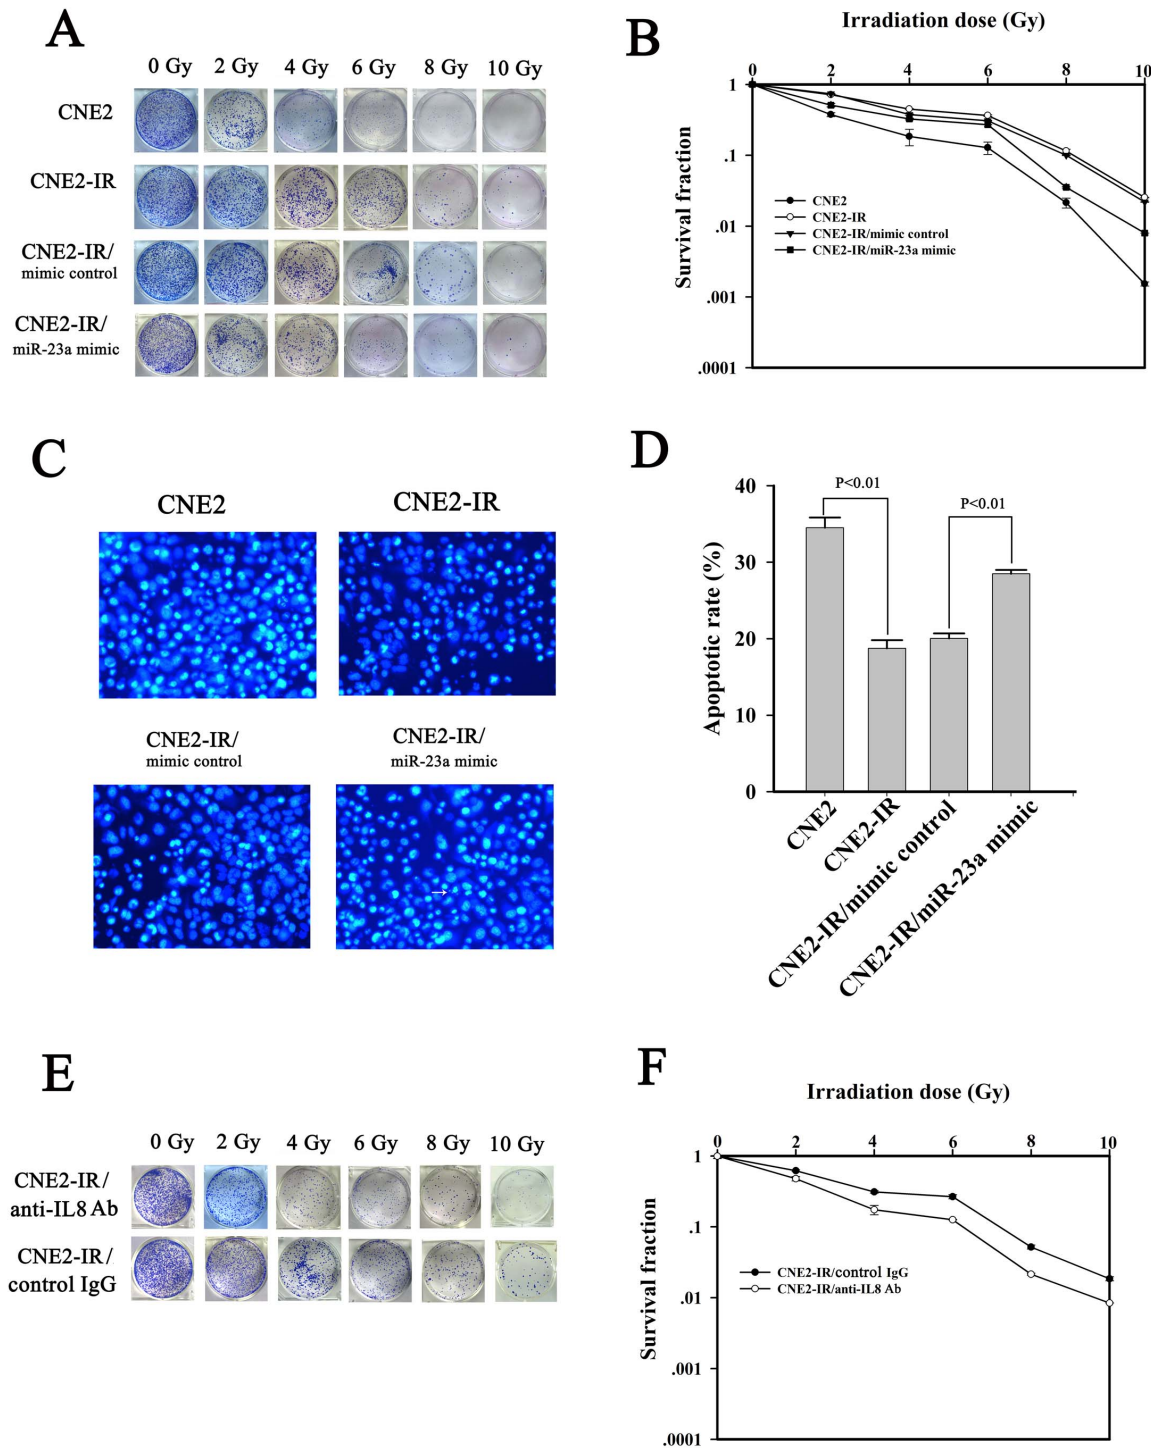 A
0 Gy 2 Gy 4 Gy 6 Gy 8 Gy 10 Gy
CNE2
CNE2-IR
CNE2-IR/
mimic control
CNE2-IR/
miR-23a mimic
B
Irradiation dose (Gy)
0 2 4 6 8 10
1
.1
.01
.001
.0001
Survival fraction
CNE2
CNE2-IR
CNE2-IR/mimic control
CNE2-IR/miR-23a mimic
C
CNE2
CNE2-IR
CNE2-IR/
mimic control
CNE2-IR/
miR-23a mimic
D
40
30
20
10
0
Apoptotic rate (%)
P<0.01
P<0.01
CNE2
CNE2-IR
CNE2-IR/mimic control
CNE2-IR/miR-23a mimic
E
0 Gy 2 Gy 4 Gy 6 Gy 8 Gy 10 Gy
CNE2-IR/
anti-IL8 Ab
CNE2-IR/
control IgG
F
Irradiation dose (Gy)
0 2 4 6 8 10
1
.1
.01
.001
.0001
Survival fraction
CNE2-IR/control IgG
CNE2-IR/anti-IL8 Ab